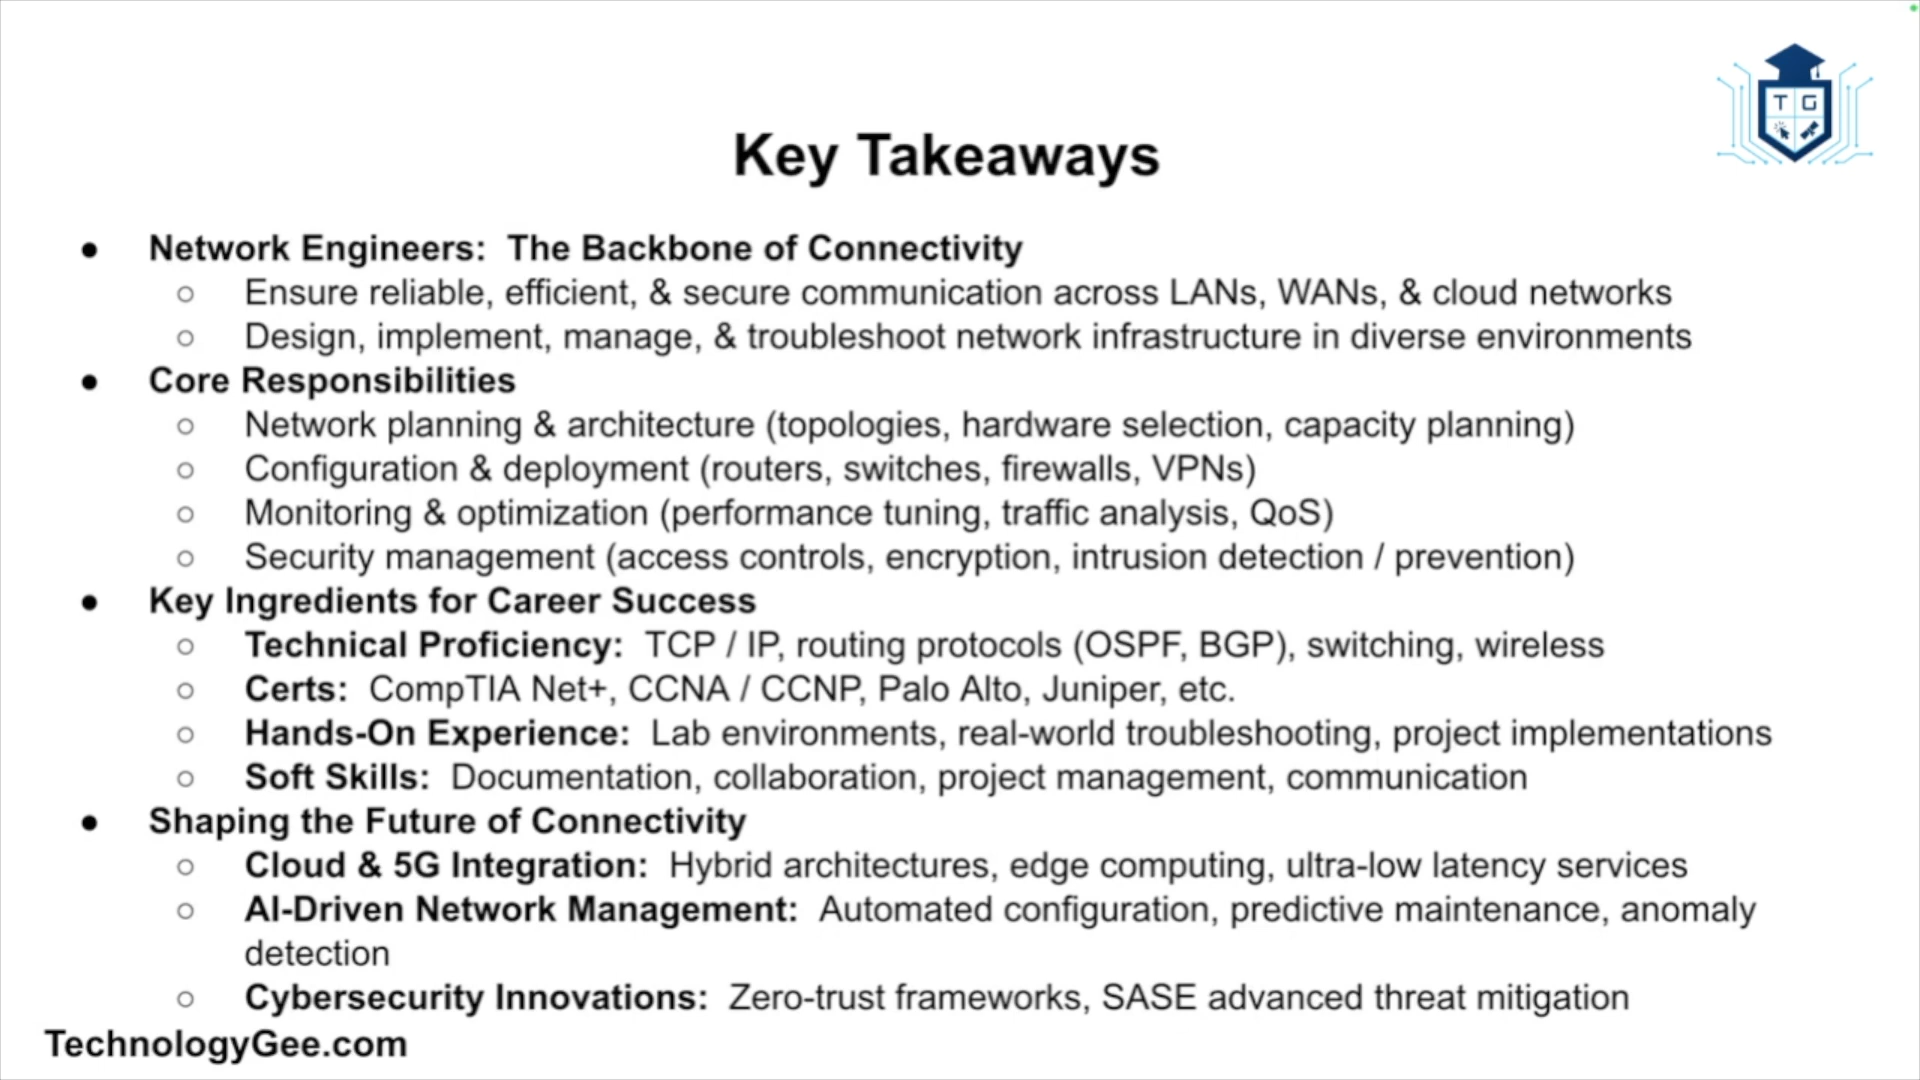 T G
Key Takeaways
● Network Engineers:  The Backbone of Connectivity
○ Ensure reliable, efficient, & secure communication across LANs, WANs, & cloud networks
○ Design, implement, manage, & troubleshoot network infrastructure in diverse environments
● Core Responsibilities
○ Network planning & architecture (topologies, hardware selection, capacity planning)
○ Configuration & deployment (routers, switches, firewalls, VPNs)
○ Monitoring & optimization (performance tuning, traffic analysis, QoS)
○ Security management (access controls, encryption, intrusion detection / prevention)
● Key Ingredients for Career Success
○ Technical Proficiency:  TCP / IP, routing protocols (OSPF, BGP), switching, wireless
○ Certs:  CompTIA Net+, CCNA / CCNP, Palo Alto, Juniper, etc.
○ Hands-On Experience:  Lab environments, real-world troubleshooting, project implementations
○ Soft Skills:  Documentation, collaboration, project management, communication
● Shaping the Future of Connectivity
○ Cloud & 5G Integration:  Hybrid architectures, edge computing, ultra-low latency services
○ AI-Driven Network Management:  Automated configuration, predictive maintenance, anomaly
detection
○ Cybersecurity Innovations:  Zero-trust frameworks, SASE advanced threat mitigation
TechnologyGee.com